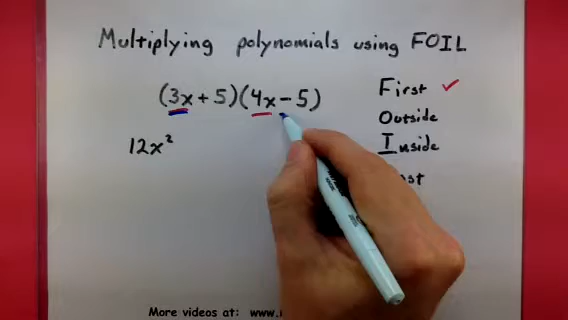 Multiplying polynomials using FOIL
(3x + 5)(4x - 5)
First ✓
Outside
12x²
Inside
More videos at: